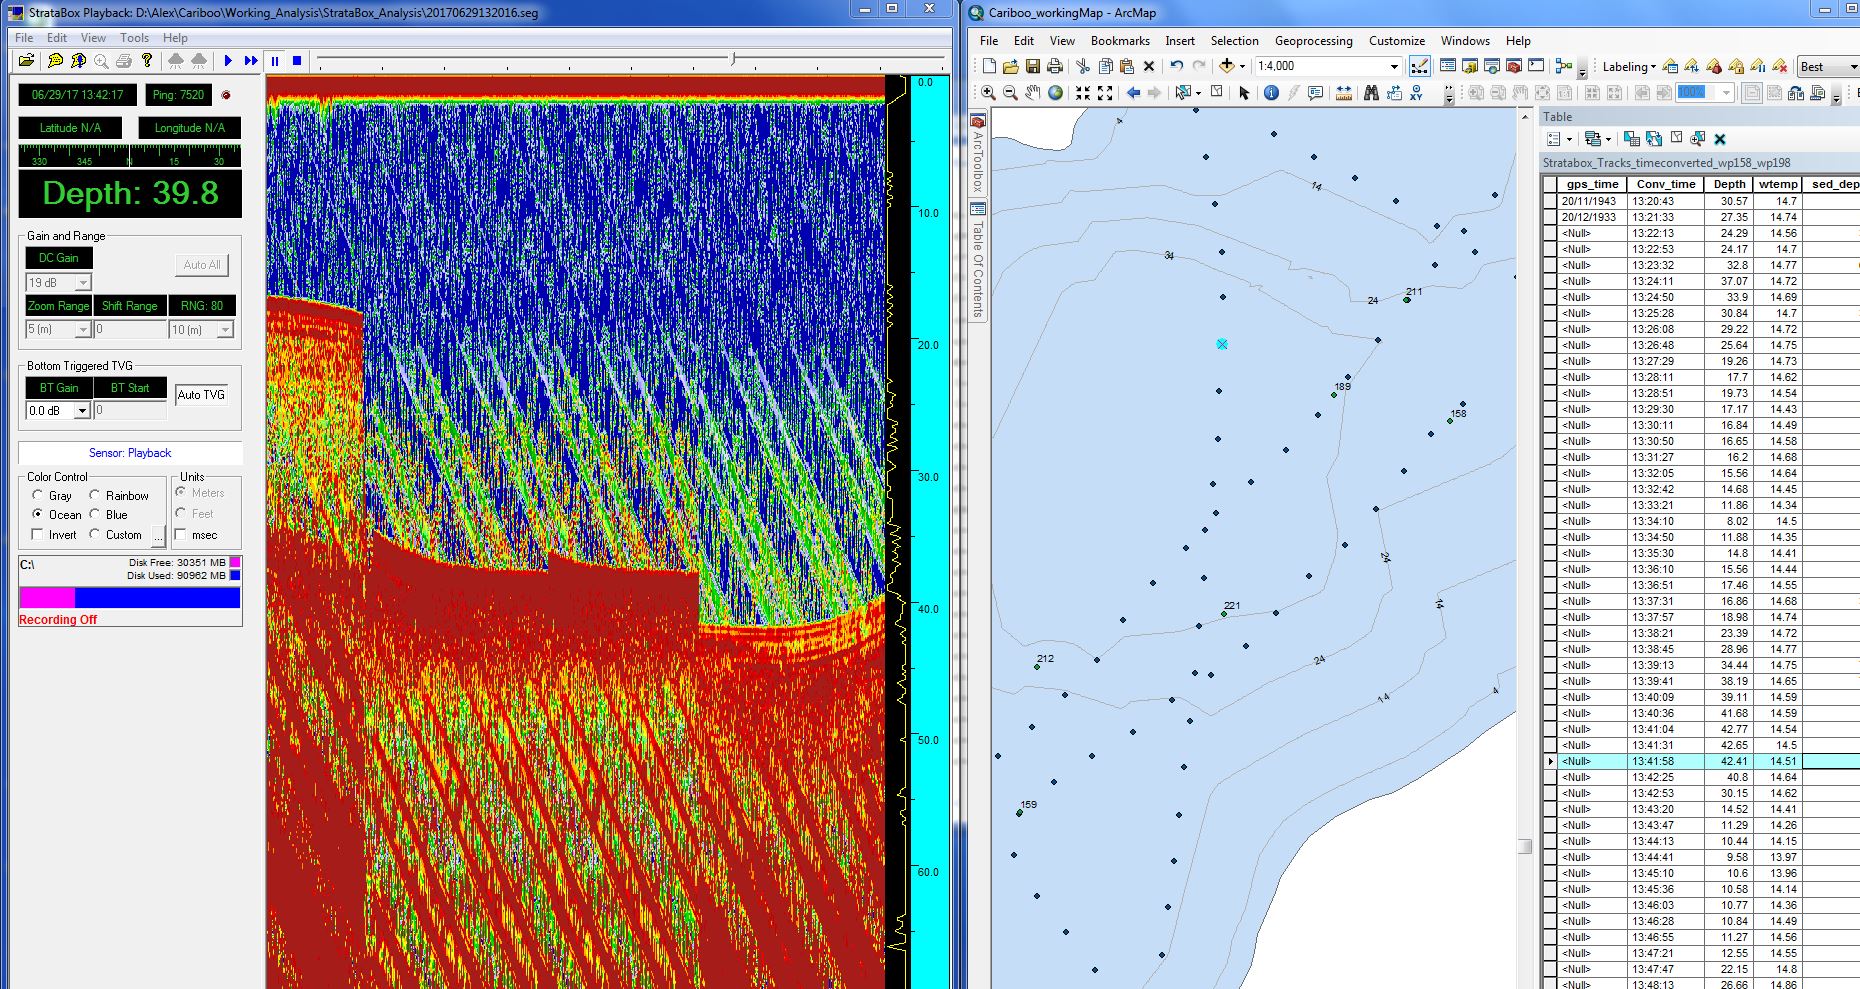 StrataBox Playback: D:\Alex\Cariboo\Working_Analysis\StrataBox_Analysis\20170629132016.seg
File Edit View Tools Help
06/29/17 13:42:17 Ping: 7520
Latitude N/A Longitude N/A
330 345 N 15 30
Depth: 39.8
Gain and Range
DC Gain
19 dB Auto All
Zoom Range Shift Range RNG: 80
5 (m) 0 10 (m)
Bottom Triggered TVG
BT Gain BT Start
0.0 dB 0 Auto TVG
Sensor: Playback
Color Control Units
Gray Rainbow Meters
Ocean Blue Feet
Invert Custom ... msec
C:\ Disk Free: 30351 MB
Disk Used: 90962 MB
Recording Off
0.0
10.0
20.0
30.0
40.0
50.0
60.0
Cariboo_workingMap - ArcMap
File Edit View Bookmarks Insert Selection Geoprocessing Customize Windows Help
1:4,000 Labeling Best
100%
ArcToolbox
Table Of Contents
4
14
34
24 211
189
158
24
14
221
212
24
14 4
159
Table
Stratabox_Tracks_timeconverted_wp158_wp198
gps_time Conv_time Depth wtemp sed_dep
20/11/1943 13:20:43 30.57 14.7
20/12/1933 13:21:33 27.35 14.74
<Null> 13:22:13 24.29 14.56
<Null> 13:22:53 24.17 14.7
<Null> 13:23:32 32.8 14.77
<Null> 13:24:11 37.07 14.72
<Null> 13:24:50 33.9 14.69
<Null> 13:25:28 30.84 14.7
<Null> 13:26:08 29.22 14.72
<Null> 13:26:48 25.64 14.75
<Null> 13:27:29 19.26 14.73
<Null> 13:28:11 17.7 14.62
<Null> 13:28:51 19.73 14.54
<Null> 13:29:30 17.17 14.43
<Null> 13:30:11 16.84 14.49
<Null> 13:30:50 16.65 14.58
<Null> 13:31:27 16.2 14.68
<Null> 13:32:05 15.56 14.64
<Null> 13:32:42 14.68 14.45
<Null> 13:33:21 11.86 14.34
<Null> 13:34:10 8.02 14.5
<Null> 13:34:50 11.88 14.35
<Null> 13:35:30 14.8 14.41
<Null> 13:36:10 15.56 14.44
<Null> 13:36:51 17.46 14.55
<Null> 13:37:31 16.86 14.68
<Null> 13:37:57 18.98 14.74
<Null> 13:38:21 23.39 14.72
<Null> 13:38:45 28.96 14.77
<Null> 13:39:13 34.44 14.75
<Null> 13:39:41 38.19 14.65
<Null> 13:40:09 39.11 14.59
<Null> 13:40:36 41.68 14.59
<Null> 13:41:04 42.77 14.54
<Null> 13:41:31 42.65 14.5
<Null> 13:41:58 42.41 14.51
<Null> 13:42:25 40.8 14.64
<Null> 13:42:53 30.15 14.62
<Null> 13:43:20 14.52 14.41
<Null> 13:43:47 11.29 14.26
<Null> 13:44:13 10.44 14.15
<Null> 13:44:41 9.58 13.97
<Null> 13:45:10 10.6 13.96
<Null> 13:45:36 10.58 14.14
<Null> 13:46:03 10.77 14.36
<Null> 13:46:28 10.84 14.49
<Null> 13:46:55 11.27 14.56
<Null> 13:47:21 12.55 14.55
<Null> 13:47:47 22.15 14.8
<Null> 13:48:13 26.66 14.86